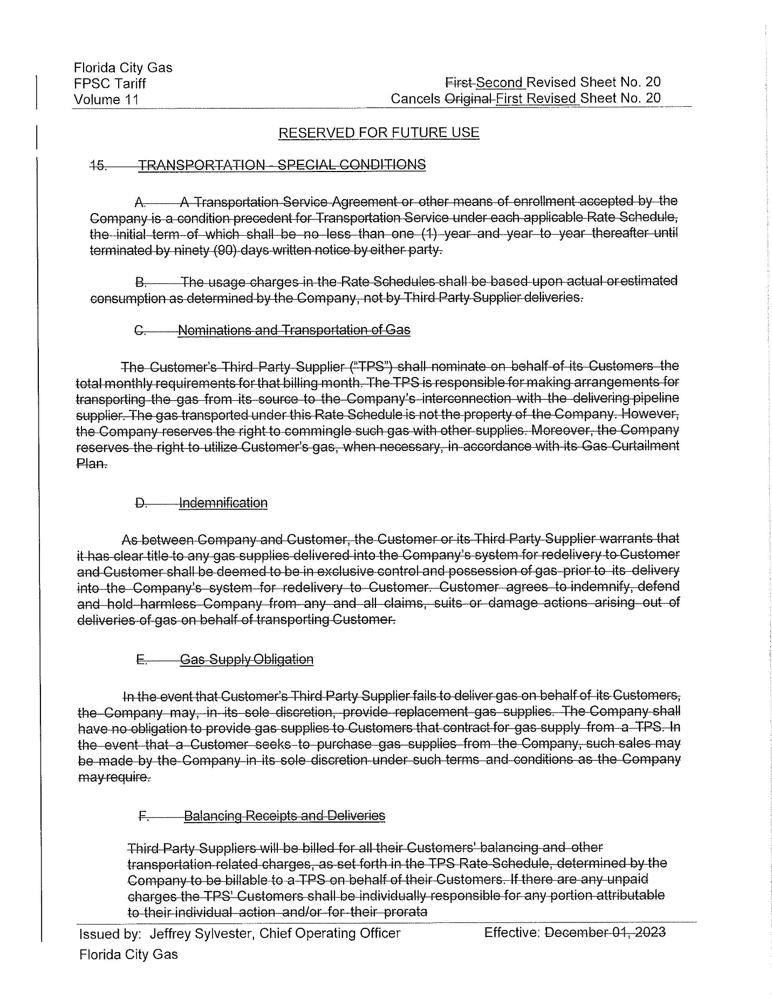 Florida City Gas
FPSC Tariff
Volume 11
First Second Revised Sheet No. 20
Cancels Original First Revised Sheet No. 20
RESERVED FOR FUTURE USE
15. TRANSPORTATION - SPECIAL CONDITIONS
A. A Transportation Service Agreement or other means of enrollment accepted by the
Company is a condition precedent for Transportation Service under each applicable Rate Schedule,
the initial term of which shall be no less than one (1) year and year to year thereafter until
terminated by ninety (90) days written notice by either party.
B. The usage charges in the Rate Schedules shall be based upon actual or estimated
consumption as determined by the Company, not by Third Party Supplier deliveries.
C. Nominations and Transportation of Gas
The Customer's Third Party Supplier (“TPS”) shall nominate on behalf of its Customers the
total monthly requirements for that billing month. The TPS is responsible for making arrangements for
transporting the gas from its source to the Company’s interconnection with the delivering pipeline
supplier. The gas transported under this Rate Schedule is not the property of the Company. However,
the Company reserves the right to commingle such gas with other supplies. Moreover, the Company
reserves the right to utilize Customer’s gas, when necessary, in accordance with its Gas Curtailment
Plan.
D. Indemnification
As between Company and Customer, the Customer or its Third Party Supplier warrants that
it has clear title to any gas supplies delivered into the Company’s system for redelivery to Customer
and Customer shall be deemed to be in exclusive control and possession of gas prior to its delivery
into the Company’s system for redelivery to Customer. Customer agrees to indemnify, defend
and hold harmless Company from any and all claims, suits or damage actions arising out of
deliveries of gas on behalf of transporting Customer.
E. Gas Supply Obligation
In the event that Customer’s Third Party Supplier fails to deliver gas on behalf of its Customers,
the Company may, in its sole discretion, provide replacement gas supplies. The Company shall
have no obligation to provide gas supplies to Customers that contract for gas supply from a TPS. In
the event that a Customer seeks to purchase gas supplies from the Company, such sales may
be made by the Company in its sole discretion under such terms and conditions as the Company
may require.
F. Balancing Receipts and Deliveries
Third Party Suppliers will be billed for all their Customers' balancing and other
transportation related charges, as set forth in the TPS Rate Schedule, determined by the
Company to be billable to a TPS on behalf of their Customers. If there are any unpaid
charges the TPS' Customers shall be individually responsible for any portion attributable
to their individual action and/or for their prorata
Issued by: Jeffrey Sylvester, Chief Operating Officer
Effective: December 01, 2023
Florida City Gas